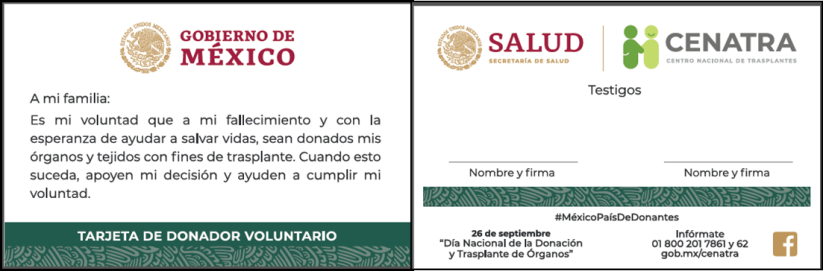 GOBIERNO DE
MÉXICO
A mi familia:
Es mi voluntad que a mi fallecimiento y con la
esperanza de ayudar a salvar vidas, sean donados mis
órganos y tejidos con fines de trasplante. Cuando esto
suceda, apoyen mi decisión y ayuden a cumplir mi
voluntad.
TARJETA DE DONADOR VOLUNTARIO
SALUD
SECRETARÍA DE SALUD
CENATRA
CENTRO NACIONAL DE TRASPLANTES
Testigos
Nombre y firma
Nombre y firma
#MéxicoPaísDeDonantes
26 de septiembre
“Día Nacional de la Donación
y Trasplante de Órganos”
Infórmate
01 800 201 7861 y 62
gob.mx/cenatra